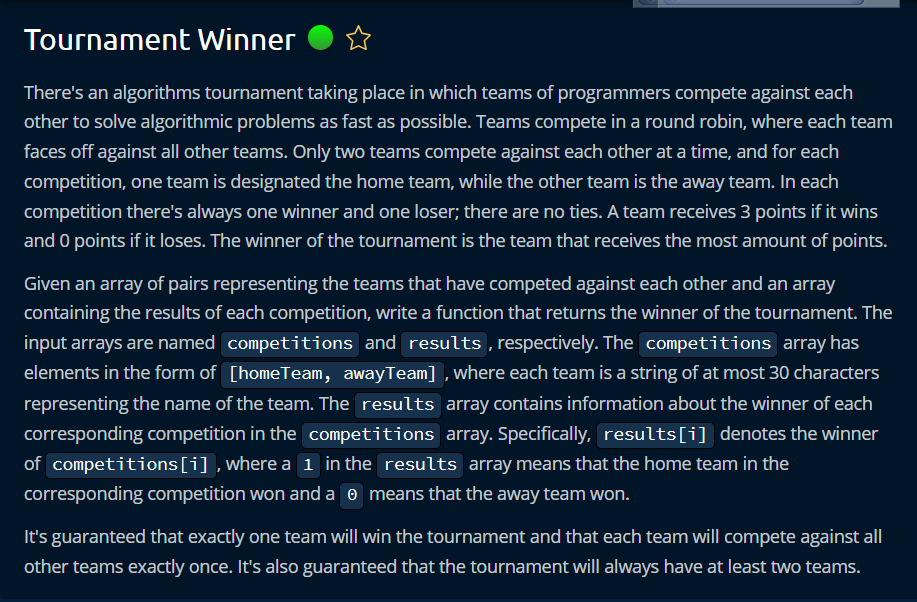 Tournament Winner
There's an algorithms tournament taking place in which teams of programmers compete against each
other to solve algorithmic problems as fast as possible. Teams compete in a round robin, where each team
faces off against all other teams. Only two teams compete against each other at a time, and for each
competition, one team is designated the home team, while the other team is the away team. In each
competition there's always one winner and one loser; there are no ties. A team receives 3 points if it wins
and 0 points if it loses. The winner of the tournament is the team that receives the most amount of points.
Given an array of pairs representing the teams that have competed against each other and an array
containing the results of each competition, write a function that returns the winner of the tournament. The
input arrays are named competitions and results, respectively. The competitions array has
elements in the form of [homeTeam, awayTeam], where each team is a string of at most 30 characters
representing the name of the team. The results array contains information about the winner of each
corresponding competition in the competitions array. Specifically, results[i] denotes the winner
of competitions[i], where a 1 in the results array means that the home team in the
corresponding competition won and a 0 means that the away team won.
It's guaranteed that exactly one team will win the tournament and that each team will compete against all
other teams exactly once. It's also guaranteed that the tournament will always have at least two teams.